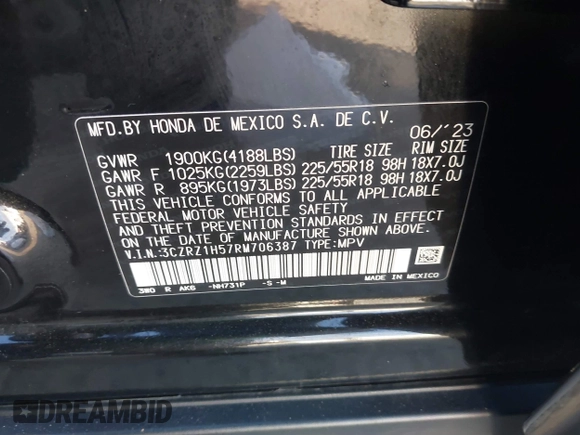 MFD.BY HONDA DE MEXICO S.A. DE C.V. 06/'23
GVWR 1900KG(4188LBS) TIRE SIZE RIM SIZE
GAWR F 1025KG(2259LBS) 225/55R18 98H 18X7.0J
GAWR R 895KG(1973LBS) 225/55R18 98H 18X7.0J
THIS VEHICLE CONFORMS TO ALL APPLICABLE
FEDERAL MOTOR VEHICLE SAFETY
AND THEFT PREVENTION STANDARDS IN EFFECT
ON THE DATE OF MANUFACTURE SHOWN ABOVE.
V.I.N.:3CZRZ1H57RM706387 TYPE:MPV
3W0 R AK6 -NH731P -S-M MADE IN MEXICO
DREAMBID